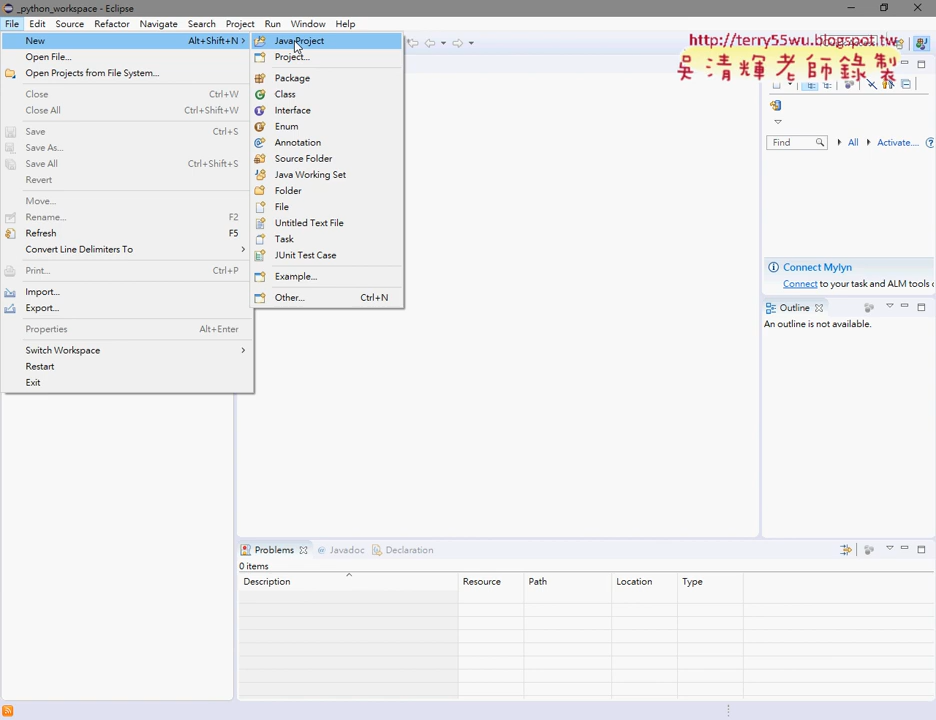 _python_workspace - Eclipse
File Edit Source Refactor Navigate Search Project Run Window Help
http://terry55wu.blogspot.tw
吳清輝老師錄製
New Alt+Shift+N
Open File...
Open Projects from File System...
Close Ctrl+W
Close All Ctrl+Shift+W
Save Ctrl+S
Save As...
Save All Ctrl+Shift+S
Revert
Move...
Rename... F2
Refresh F5
Convert Line Delimiters To
Print... Ctrl+P
Import...
Export...
Properties Alt+Enter
Switch Workspace
Restart
Exit
Java Project
Project...
Package
Class
Interface
Enum
Annotation
Source Folder
Java Working Set
Folder
File
Untitled Text File
Task
JUnit Test Case
Example...
Other... Ctrl+N
Find All Activate...
Connect Mylyn
Connect to your task and ALM tools
Outline
An outline is not available.
Problems Javadoc Declaration
0 items
Description Resource Path Location Type